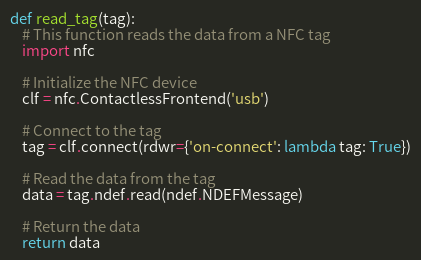 def read_tag(tag):
# This function reads the data from a NFC tag
import nfc
# Initialize the NFC device
clf = nfc.ContactlessFrontend('usb')
# Connect to the tag
tag = clf.connect(rdwr={'on-connect': lambda tag: True})
# Read the data from the tag
data = tag.ndef.read(ndef.NDEFMessage)
# Return the data
return data